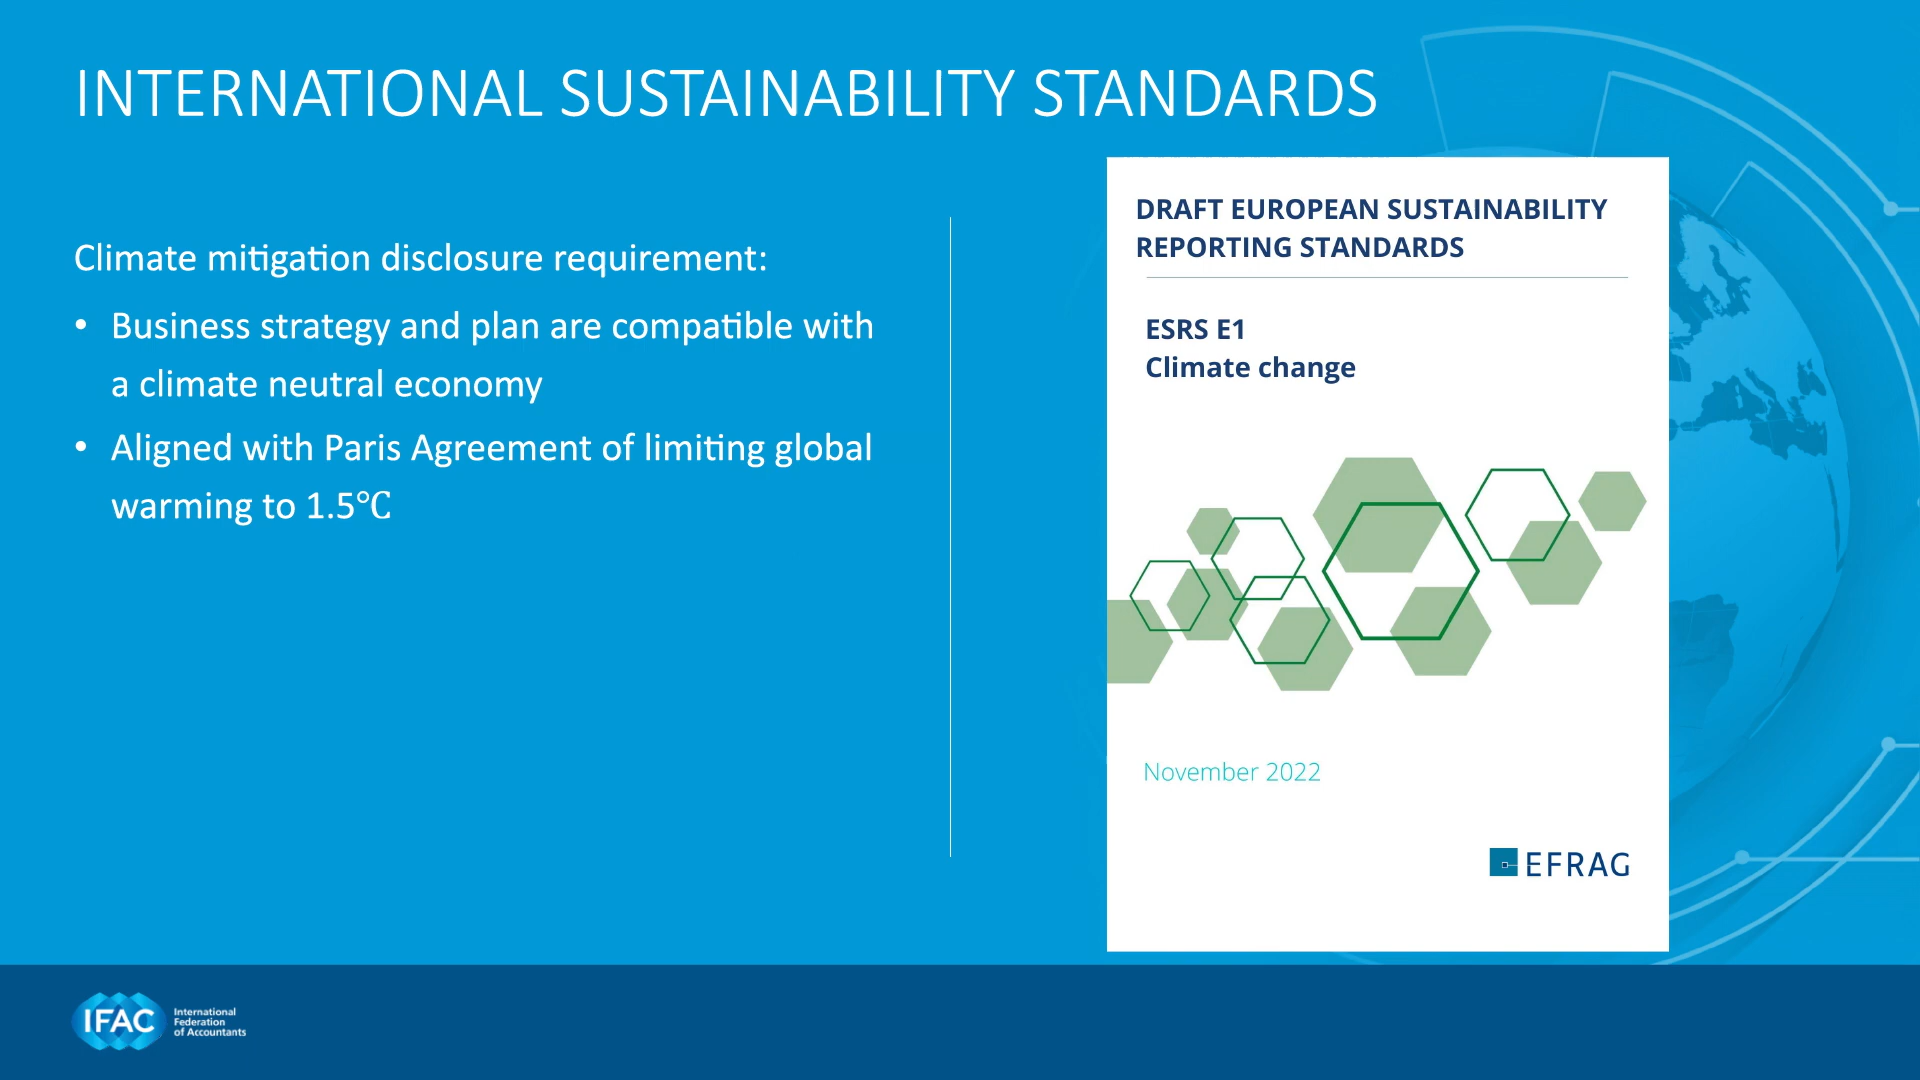 INTERNATIONAL SUSTAINABILITY STANDARDS
Climate mitigation disclosure requirement:
• Business strategy and plan are compatible with
a climate neutral economy
• Aligned with Paris Agreement of limiting global
warming to 1.5℃
DRAFT EUROPEAN SUSTAINABILITY
REPORTING STANDARDS
ESRS E1
Climate change
November 2022
EFRAG
IFAC
International
Federation
of Accountants